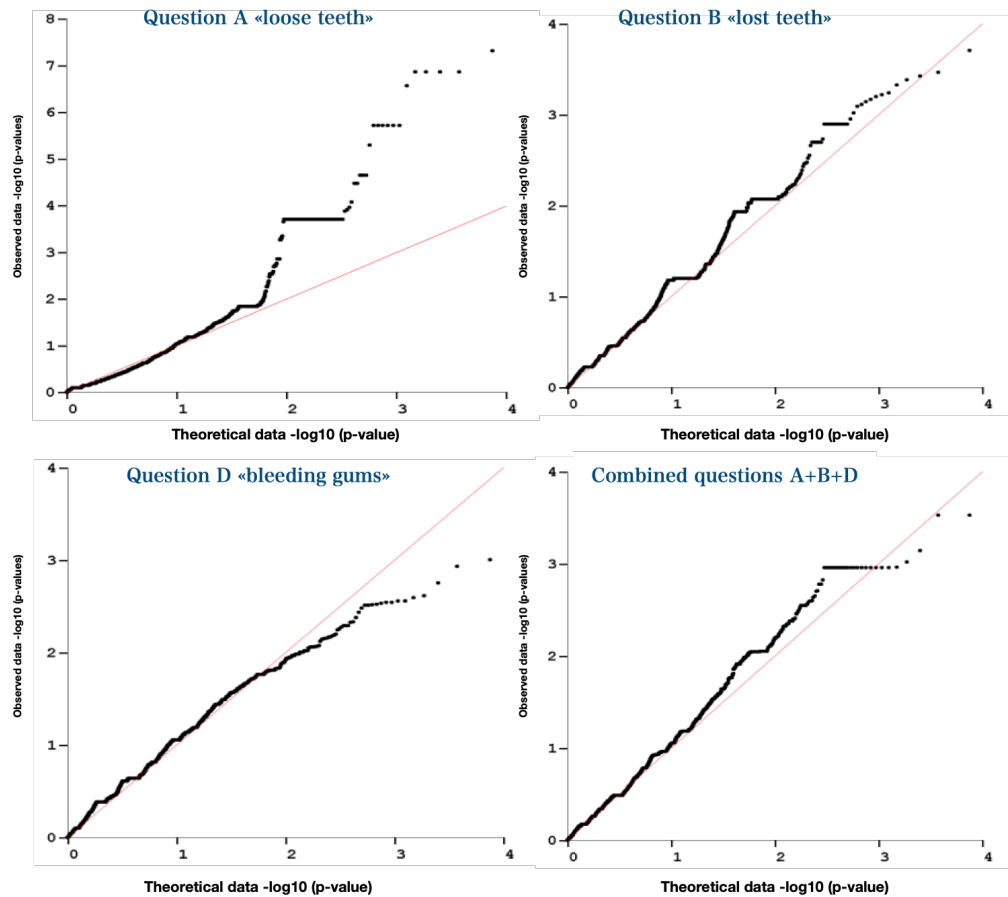 Question A «loose teeth»
8
7
6
5
4
3
2
1
0
0 1 2 3 4
Observed data -log10 (p-values)
Theoretical data -log10 (p-value)
Question B «lost teeth»
4
3
2
1
0
0 1 2 3 4
Observed data -log10 (p-values)
Theoretical data -log10 (p-value)
Question D «bleeding gums»
4
3
2
1
0
0 1 2 3 4
Observed data -log10 (p-values)
Theoretical data -log10 (p-value)
Combined questions A+B+D
4
3
2
1
0
0 1 2 3 4
Observed data -log10 (p-values)
Theoretical data -log10 (p-value)